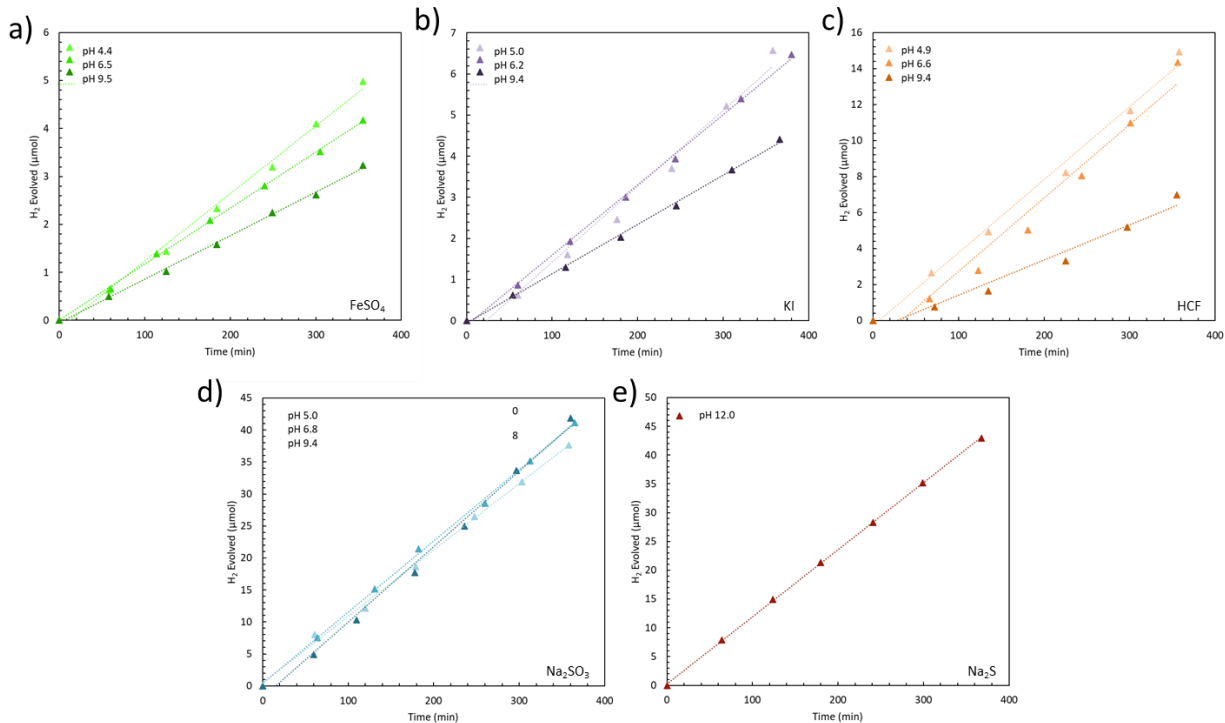 a)
6
5
4
3
2
1
0
0
100
200
300
400
H2 Evolved (µmol)
Time (min)
pH 4.4
pH 6.5
pH 9.5
FeSO4
b)
7
6
5
4
3
2
1
0
0
100
200
300
400
H2 Evolved (µmol)
Time (min)
pH 5.0
pH 6.2
pH 9.4
KI
c)
16
14
12
10
8
6
4
2
0
0
100
200
300
400
H2 Evolved (µmol)
Time (min)
pH 4.9
pH 6.6
pH 9.4
HCF
d)
45
40
35
30
25
20
15
10
5
0
0
100
200
300
400
H2 Evolved (µmol)
Time (min)
pH 5.0
pH 6.8
pH 9.4
0
8
Na2SO3
e)
50
45
40
35
30
25
20
15
10
5
0
0
100
200
300
400
H2 Evolved (µmol)
Time (min)
pH 12.0
Na2S